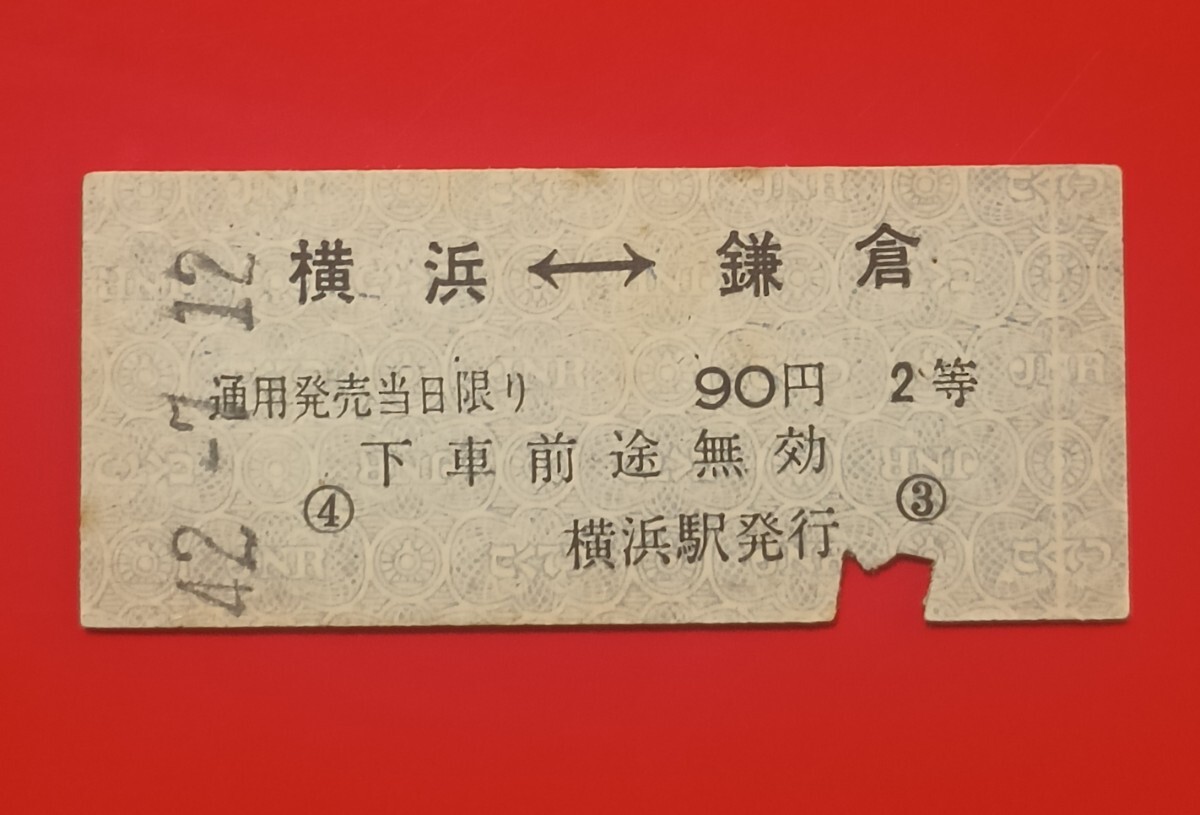 横浜↔鎌倉
通用発売当日限り 90円 2等
下車前途無効
④ ③
横浜駅発行
42-7.12